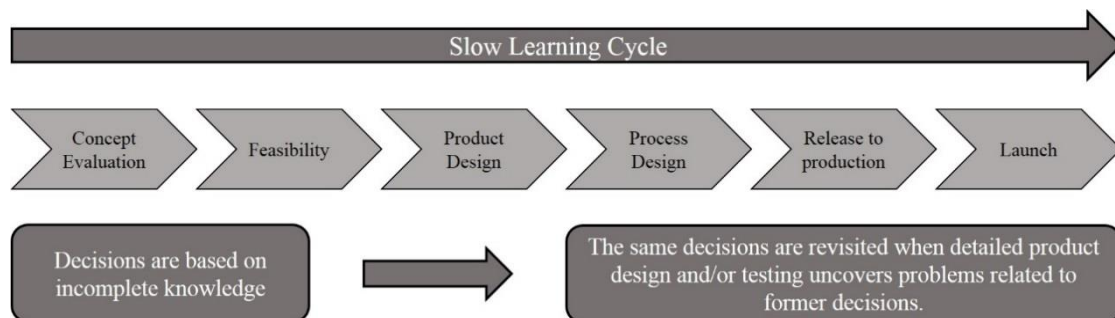 Slow Learning Cycle
Concept
Evaluation
Feasibility
Product
Design
Process
Design
Release to
production
Launch
Decisions are based on
incomplete knowledge
The same decisions are revisited when detailed product
design and/or testing uncovers problems related to
former decisions.